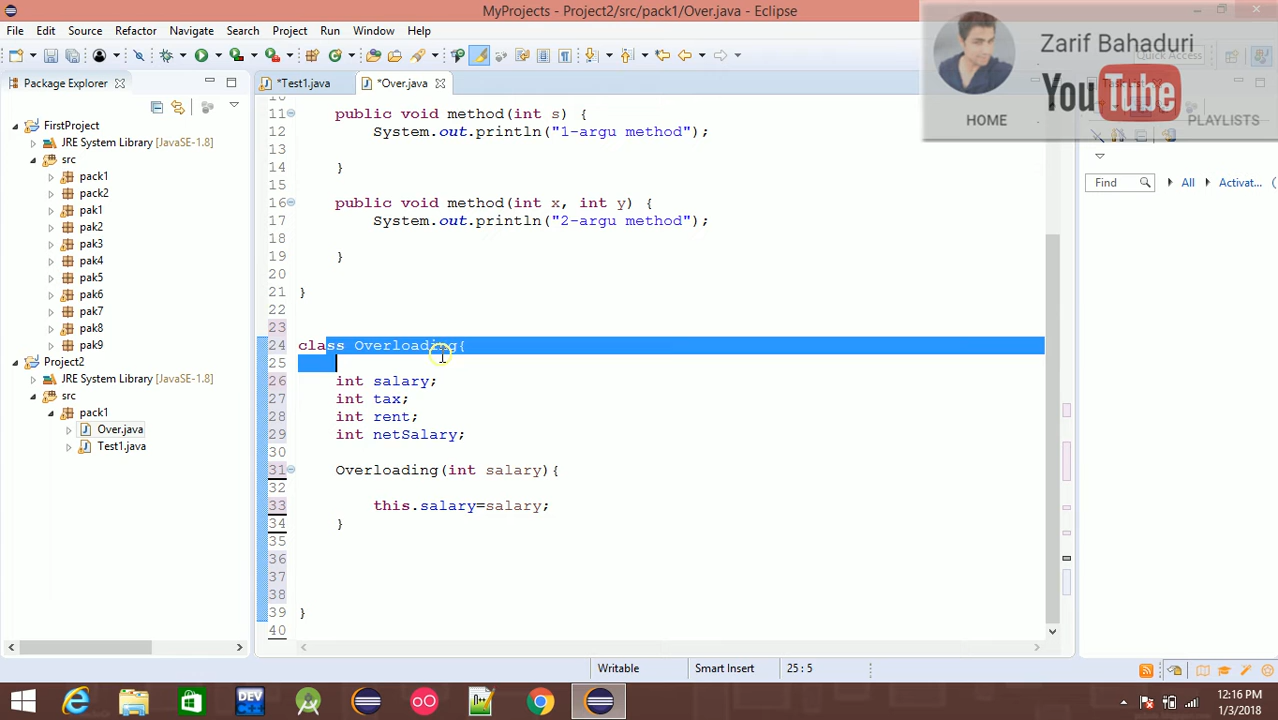 MyProjects - Project2/src/pack1/Over.java - Eclipse
File Edit Source Refactor Navigate Search Project Run Window Help
Zarif Bahaduri
YouTube
HOME
PLAYLISTS
Quick Access
Package Explorer
*Test1.java
*Over.java
Task List
Find
All
Activat...
FirstProject
JRE System Library [JavaSE-1.8]
src
pack1
pack2
pak1
pak2
pak3
pak4
pak5
pak6
pak7
pak8
pak9
Project2
JRE System Library [JavaSE-1.8]
src
pack1
Over.java
Test1.java
10
11 public void method(int s) {
12 System.out.println("1-argu method");
13
14 }
15
16 public void method(int x, int y) {
17 System.out.println("2-argu method");
18
19 }
20
21 }
22
23
24 class Overloading{
25
26 int salary;
27 int tax;
28 int rent;
29 int netSalary;
30
31 Overloading(int salary){
32
33 this.salary=salary;
34 }
35
36
37
38
39 }
40
Writable
Smart Insert
25 : 5
DEV C++
12:16 PM
1/3/2018